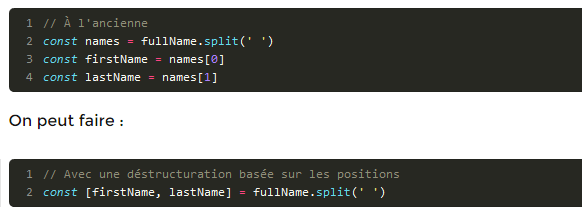 1 // À l'ancienne
2 const names = fullName.split(' ')
3 const firstName = names[0]
4 const lastName = names[1]
On peut faire :
1 // Avec une déstructuration basée sur les positions
2 const [firstName, lastName] = fullName.split(' ')